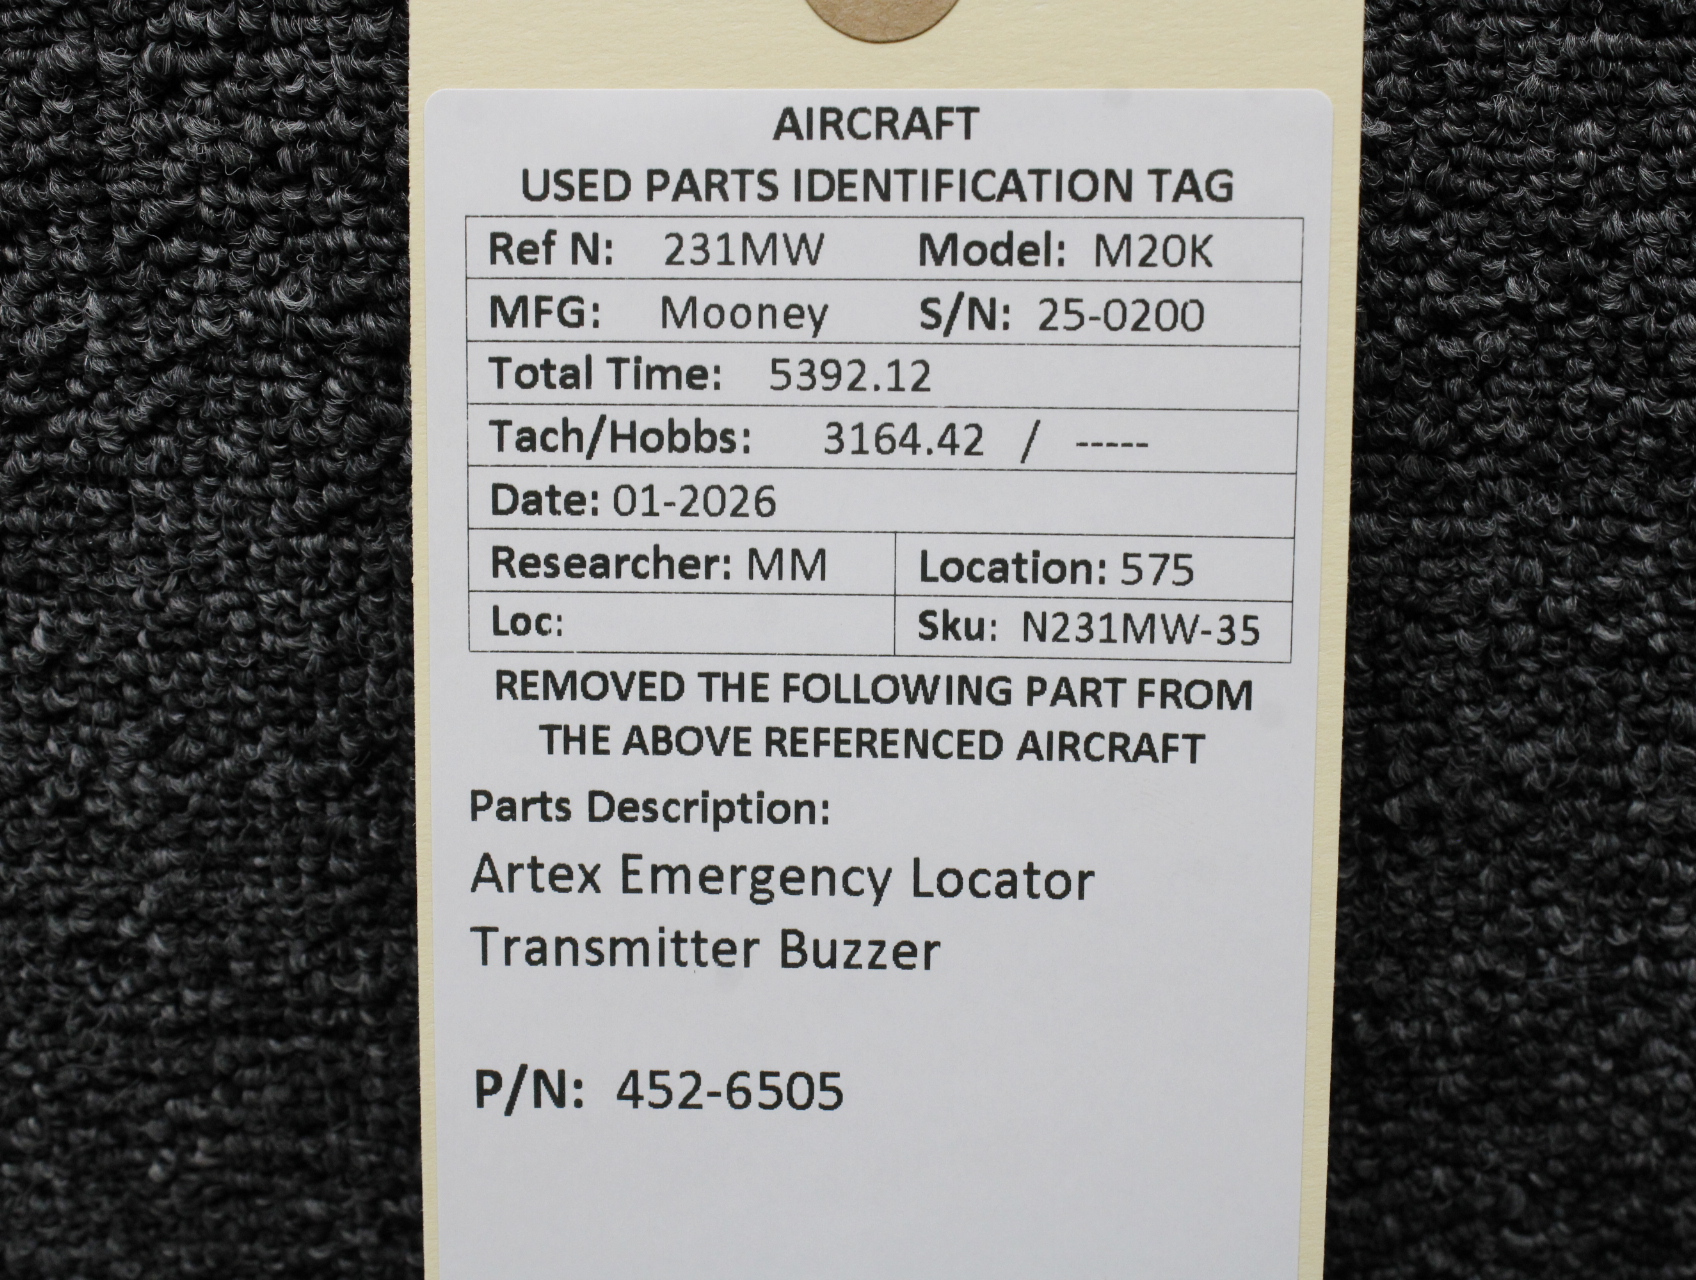 AIRCRAFT
USED PARTS IDENTIFICATION TAG
Ref N: 231MW Model: M20K
MFG: Mooney S/N: 25-0200
Total Time: 5392.12
Tach/Hobbs: 3164.42 / -----
Date: 01-2026
Researcher: MM Location: 575
Loc: Sku: N231MW-35
REMOVED THE FOLLOWING PART FROM
THE ABOVE REFERENCED AIRCRAFT
Parts Description:
Artex Emergency Locator
Transmitter Buzzer
P/N: 452-6505